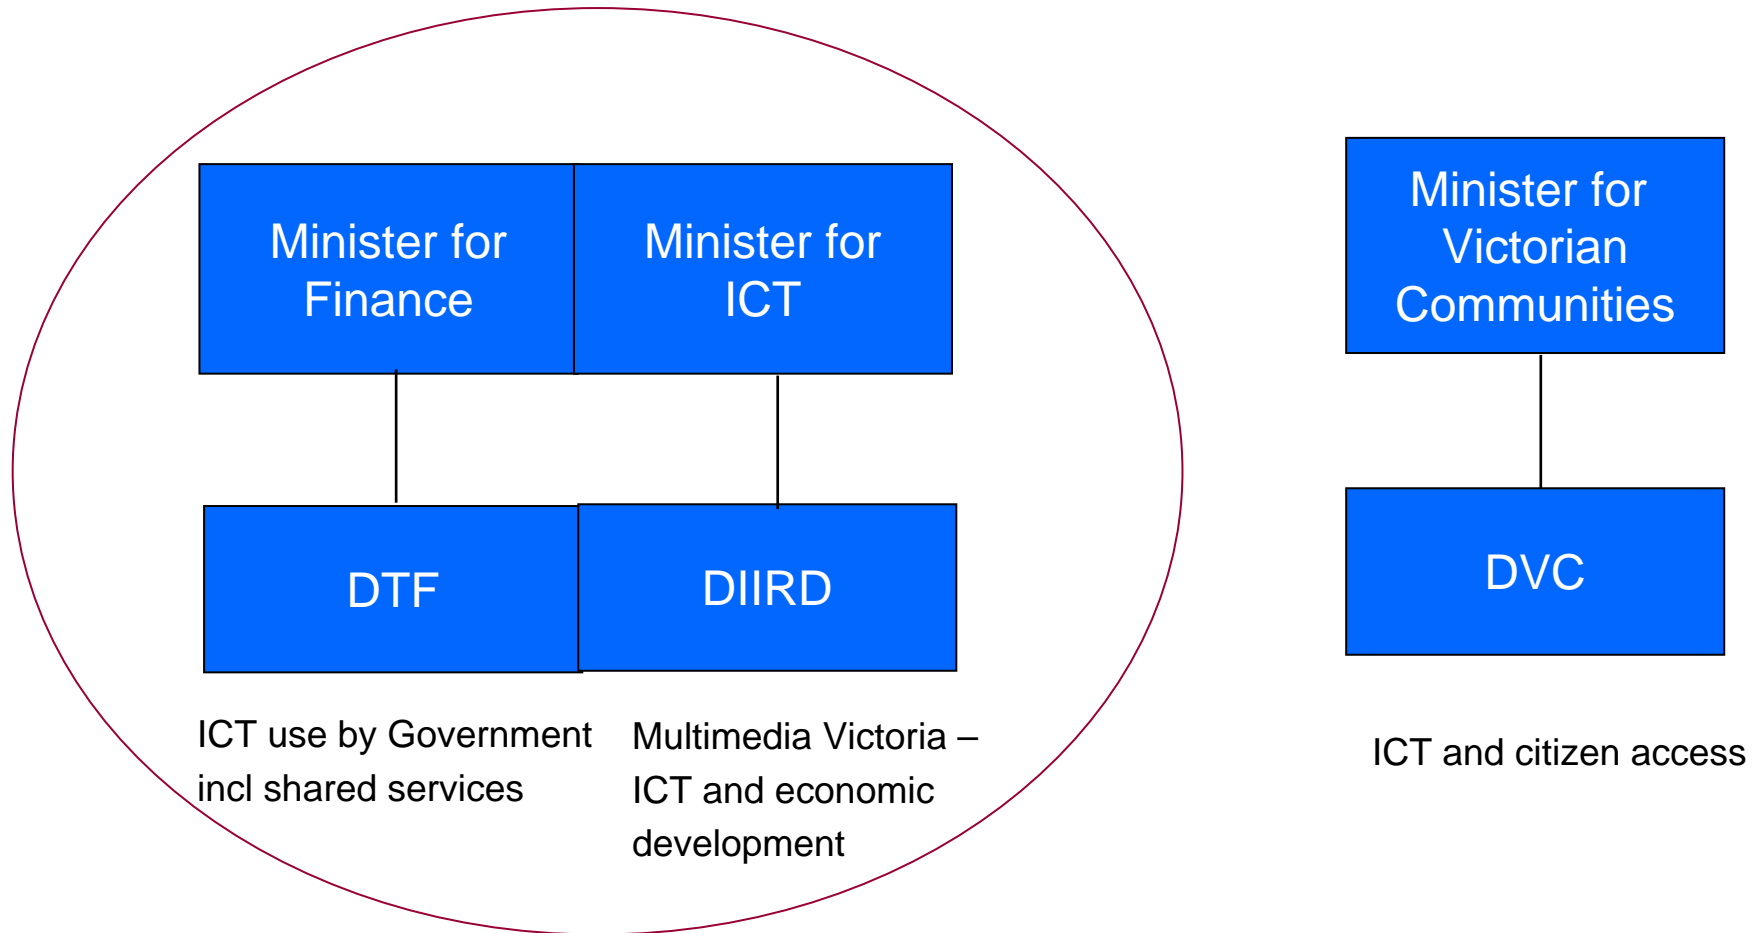 Minister for
Finance
Minister for
ICT
Minister for
Victorian
Communities
DTF
DIIRD
DVC
ICT use by Government
incl shared services
Multimedia Victoria –
ICT and economic
development
ICT and citizen access